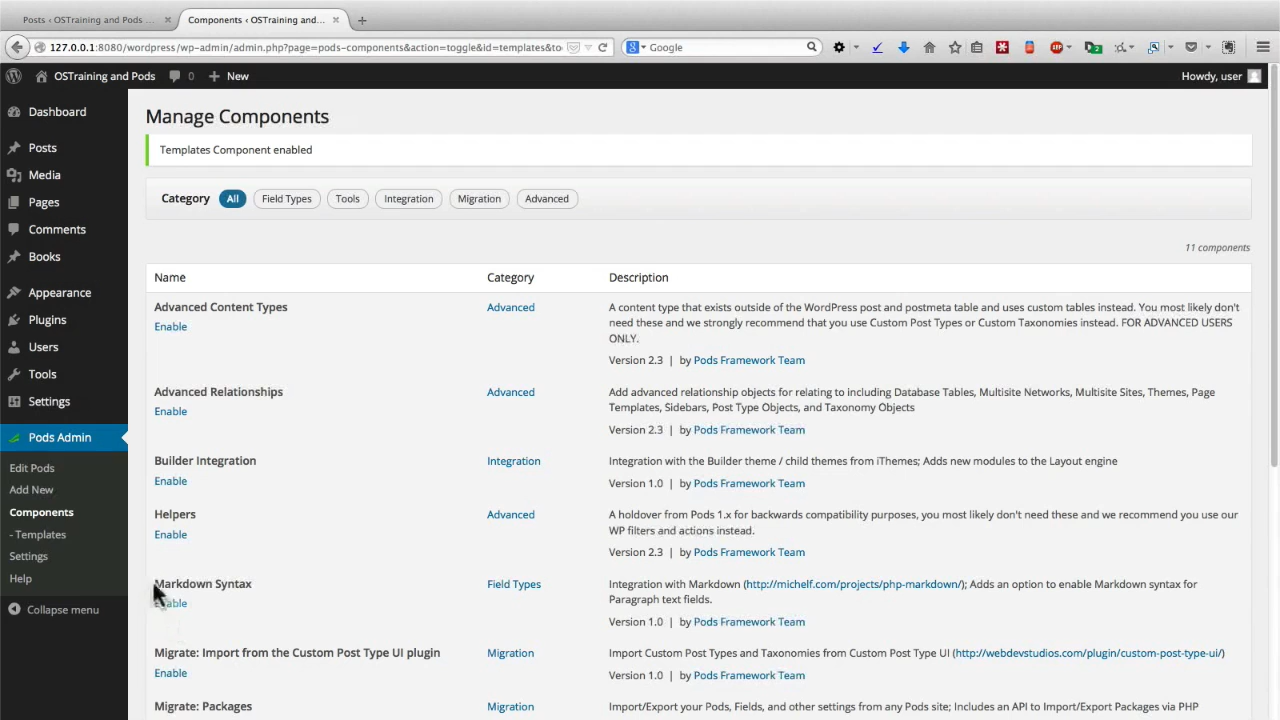 Posts ‹ OSTraining and Pods ...
Components ‹ OSTraining and...
127.0.0.1:8080/wordpress/wp-admin/admin.php?page=pods-components&action=toggle&id=templates&to
Google
OSTraining and Pods
0
New
Howdy, user
Dashboard
Posts
Media
Pages
Comments
Books
Appearance
Plugins
Users
Tools
Settings
Pods Admin
Edit Pods
Add New
Components
- Templates
Settings
Help
Collapse menu
Manage Components
Templates Component enabled
Category All Field Types Tools Integration Migration Advanced
11 components
Name Category Description
Advanced Content Types
Enable
Advanced
A content type that exists outside of the WordPress post and postmeta table and uses custom tables instead. You most likely don't
need these and we strongly recommend that you use Custom Post Types or Custom Taxonomies instead. FOR ADVANCED USERS
ONLY.
Version 2.3 | by Pods Framework Team
Advanced Relationships
Enable
Advanced
Add advanced relationship objects for relating to including Database Tables, Multisite Networks, Multisite Sites, Themes, Page
Templates, Sidebars, Post Type Objects, and Taxonomy Objects
Version 2.3 | by Pods Framework Team
Builder Integration
Enable
Integration
Integration with the Builder theme / child themes from iThemes; Adds new modules to the Layout engine
Version 1.0 | by Pods Framework Team
Helpers
Enable
Advanced
A holdover from Pods 1.x for backwards compatibility purposes, you most likely don't need these and we recommend you use our
WP filters and actions instead.
Version 2.3 | by Pods Framework Team
Markdown Syntax
Enable
Field Types
Integration with Markdown (http://michelf.com/projects/php-markdown/); Adds an option to enable Markdown syntax for
Paragraph text fields.
Version 1.0 | by Pods Framework Team
Migrate: Import from the Custom Post Type UI plugin
Enable
Migration
Import Custom Post Types and Taxonomies from Custom Post Type UI (http://webdevstudios.com/plugin/custom-post-type-ui/)
Version 1.0 | by Pods Framework Team
Migrate: Packages
Migration
Import/Export your Pods, Fields, and other settings from any Pods site; Includes an API to Import/Export Packages via PHP